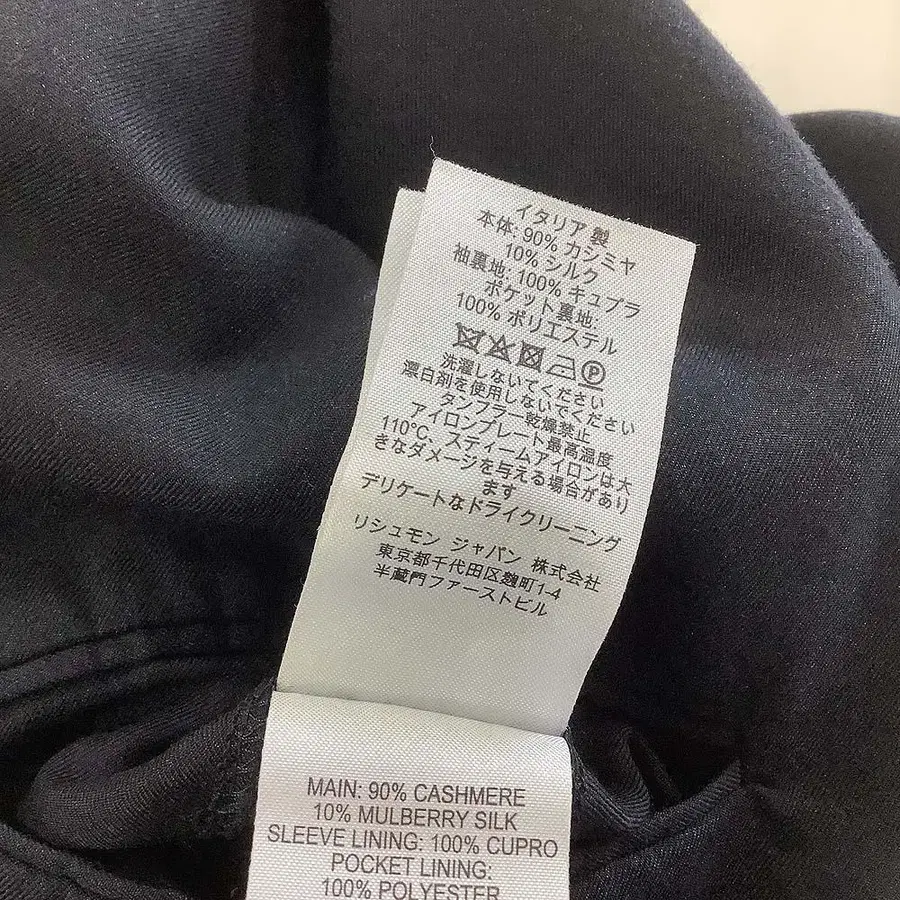 イタリア製
本体: 90% カシミヤ
10% シルク
袖裏地: 100% キュプラ
ポケット裏地:
100% ポリエステル
P
洗濯しないでください
漂白剤を使用しないでください
タンブラー乾燥禁止
アイロンプレート最高温度
110°C、スティームアイロンは大
きなダメージを与える場合があり
ます
デリケートなドライクリーニング
リシュモン ジャパン 株式会社
東京都千代田区麹町1-4
半蔵門ファーストビル
MAIN: 90% CASHMERE
10% MULBERRY SILK
SLEEVE LINING: 100% CUPRO
POCKET LINING:
100% POLYESTER